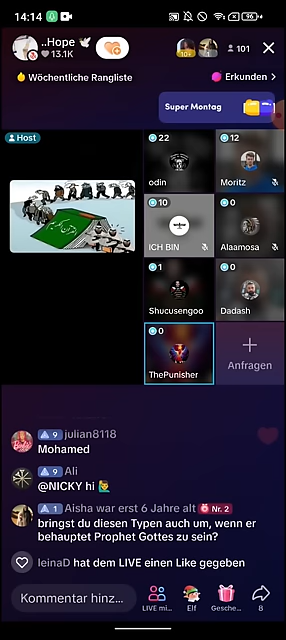 14:14
96
..Hope 🕊
13.1K
10+
1
101
Wöchentliche Rangliste
Erkunden >
Super Montag
Host
22
odin
12
Moritz
10
ICH BIN
0
Alaamosa
1
Shucusengoo
0
Dadash
0
ThePunisher
+
Anfragen
9 julian8118
Mohamed
9 Ali
@NICKY hi 🙋‍♂️
1 Aisha war erst 6 Jahre alt Nr. 2
bringst du diesen Typen auch um, wenn er
behauptet Prophet Gottes zu sein?
leinaD hat dem LIVE einen Like gegeben
Kommentar hinz...
LIVE mi...
Elf
Gesche...
8